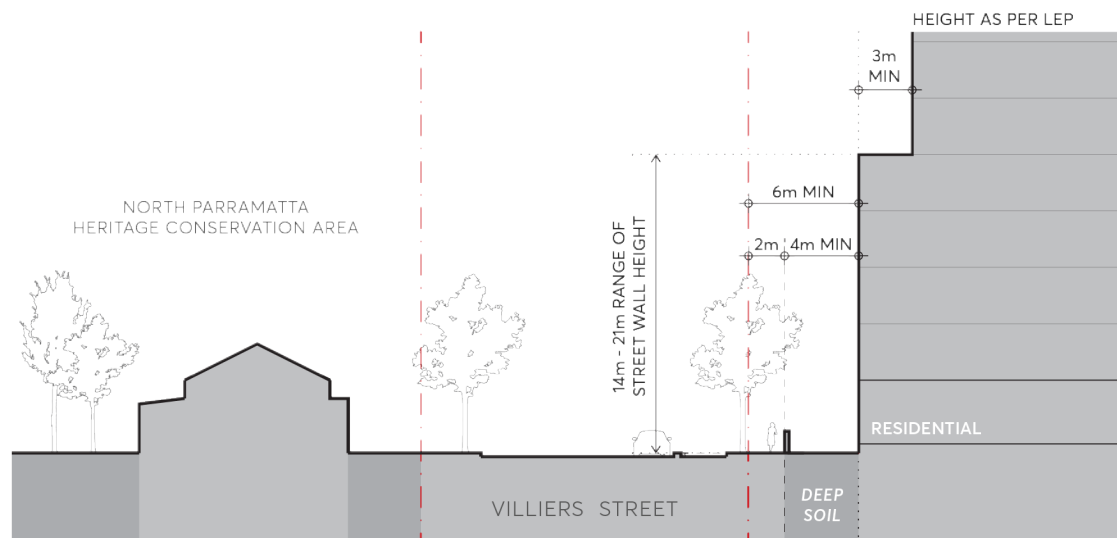 HEIGHT AS PER LEP
3m
MIN
6m MIN
NORTH PARRAMATTA
HERITAGE CONSERVATION AREA
2m
4m MIN
14m - 21m RANGE OF
STREET WALL HEIGHT
RESIDENTIAL
VILLIERS STREET
DEEP
SOIL